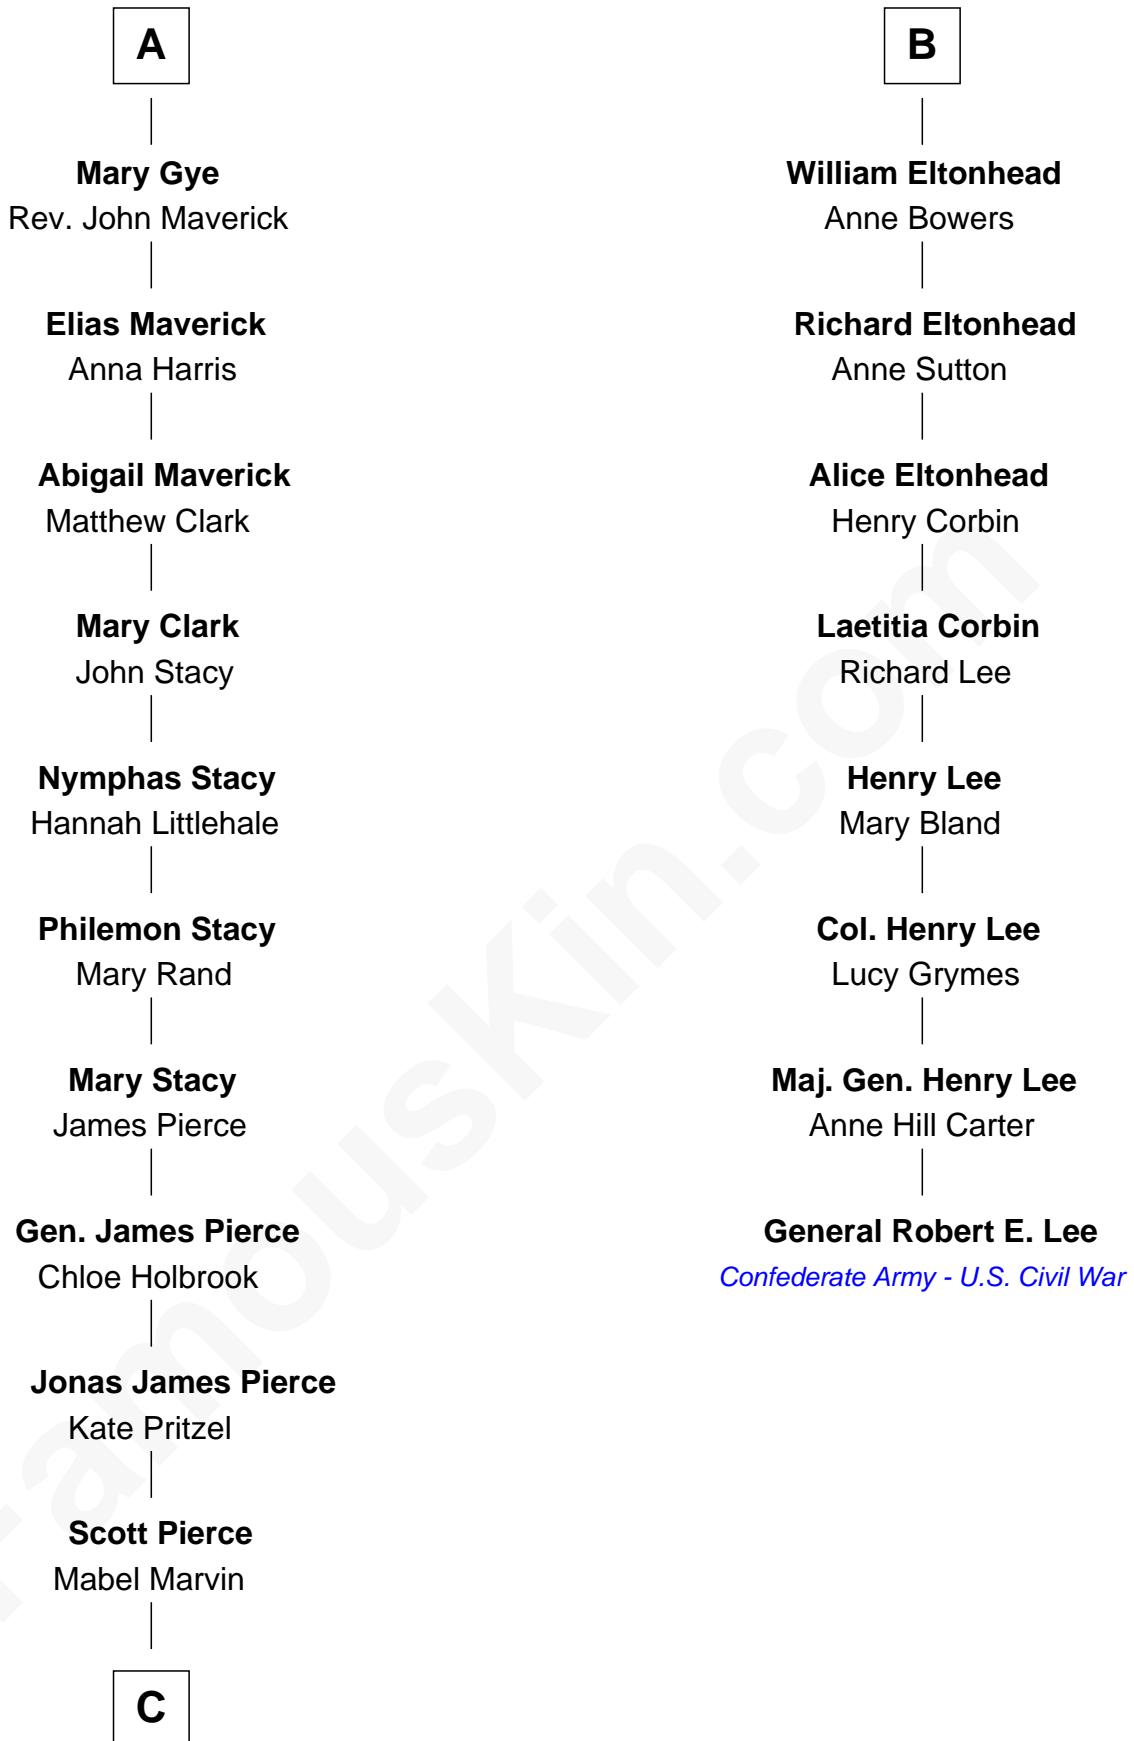 A
Mary Gye
Rev. John Maverick
Elias Maverick
Anna Harris
Abigail Maverick
Matthew Clark
Mary Clark
John Stacy
Nymphas Stacy
Hannah Littlehale
Philemon Stacy
Mary Rand
Mary Stacy
James Pierce
Gen. James Pierce
Chloe Holbrook
Jonas James Pierce
Kate Pritzel
Scott Pierce
Mabel Marvin
C
B
William Eltonhead
Anne Bowers
Richard Eltonhead
Anne Sutton
Alice Eltonhead
Henry Corbin
Laetitia Corbin
Richard Lee
Henry Lee
Mary Bland
Col. Henry Lee
Lucy Grymes
Maj. Gen. Henry Lee
Anne Hill Carter
General Robert E. Lee
Confederate Army - U.S. Civil War
FamousKin.com